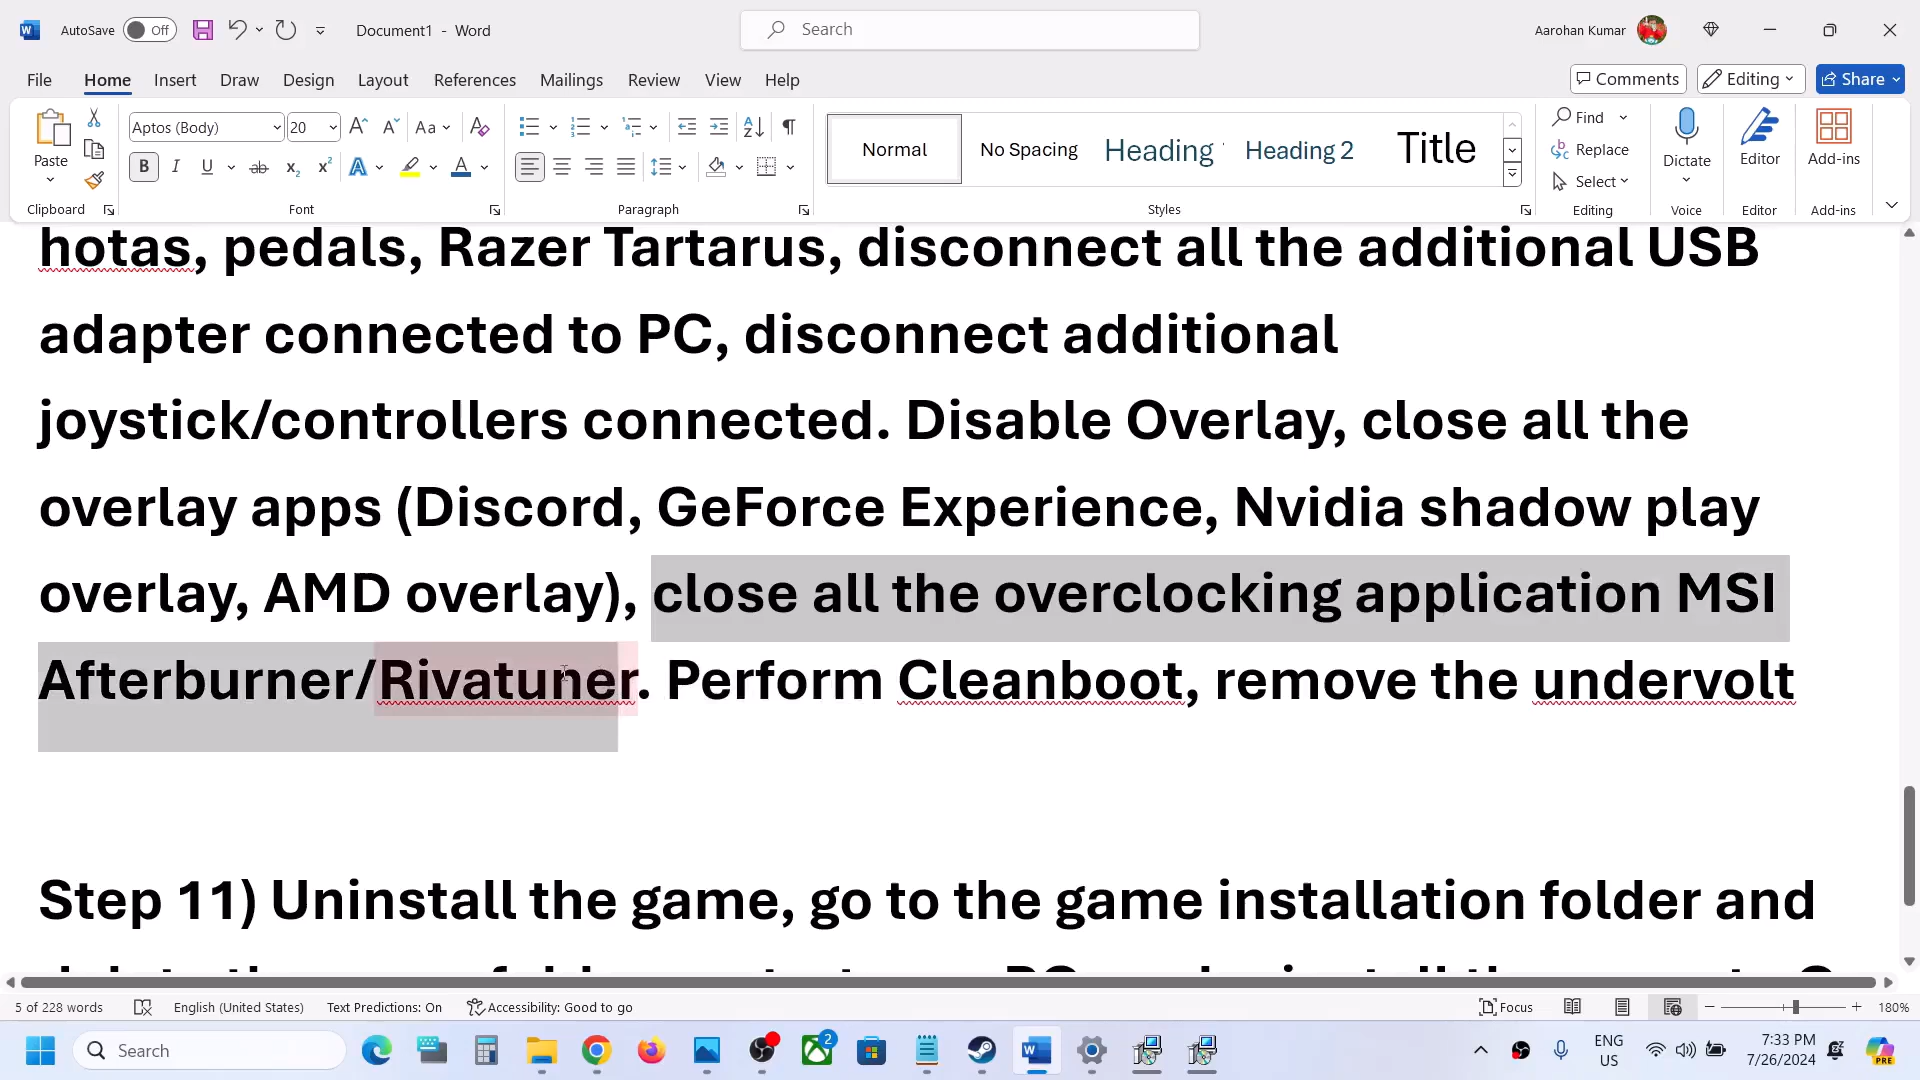 AutoSave Off Document1 - Word Search Aarohan Kumar
File Home Insert Draw Design Layout References Mailings Review View Help Comments Editing Share
Aptos (Body) 20 Aa Normal No Spacing Heading Heading 2 Title Find
Paste Replace Dictate Editor Add-ins
B I U ab x₂ x² A A Select
Clipboard Font Paragraph Styles Editing Voice Editor Add-ins
hotas, pedals, Razer Tartarus, disconnect all the additional USB
adapter connected to PC, disconnect additional
joystick/controllers connected. Disable Overlay, close all the
overlay apps (Discord, GeForce Experience, Nvidia shadow play
overlay, AMD overlay), close all the overclocking application MSI
Afterburner/Rivatuner. Perform Cleanboot, remove the undervolt
Step 11) Uninstall the game, go to the game installation folder and
5 of 228 words English (United States) Text Predictions: On Accessibility: Good to go Focus 180%
Search 2 ENG US 7:33 PM 7/26/2024 PRE